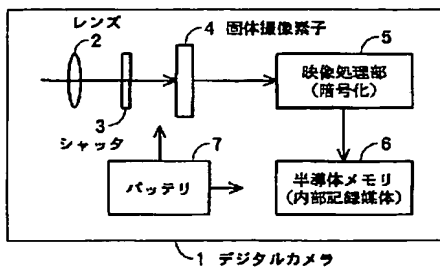 レンズ
2
4 固体撮像素子
5
映像処理部
(暗号化)
3
シャッタ
7
バッテリ
6
半導体メモリ
(内部記録媒体)
1 デジタルカメラ